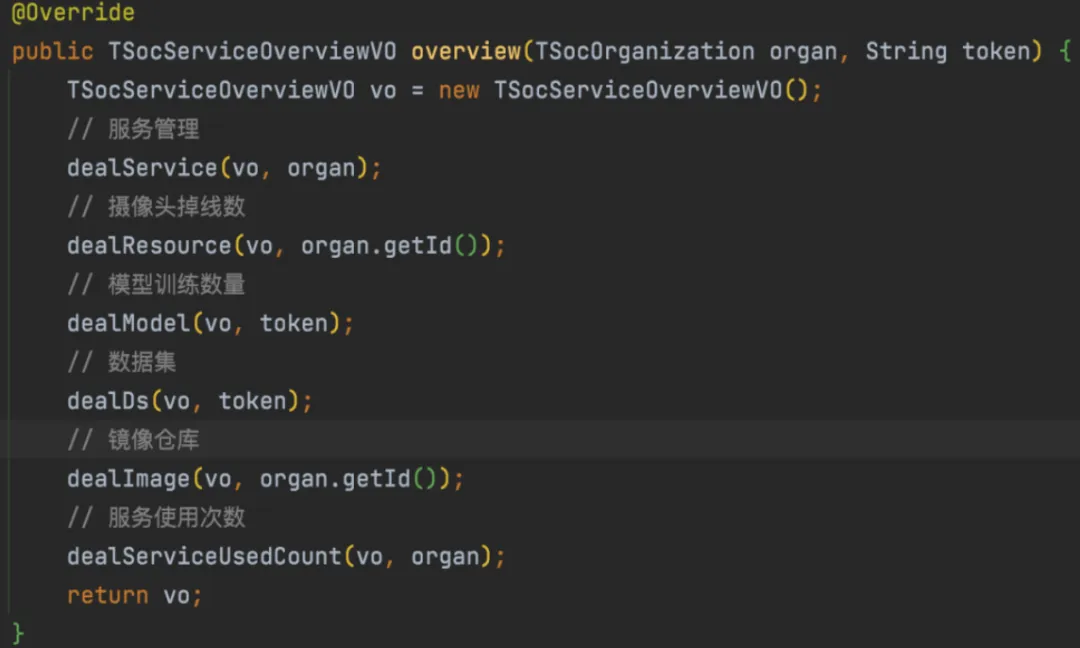 @Override
public TSocServiceOverviewVO overview(TSocOrganization organ, String token) {
TSocServiceOverviewVO vo = new TSocServiceOverviewVO();
// 服务管理
dealService(vo, organ);
// 摄像头掉线数
dealResource(vo, organ.getId());
// 模型训练数量
dealModel(vo, token);
// 数据集
dealDs(vo, token);
// 镜像仓库
dealImage(vo, organ.getId());
// 服务使用次数
dealServiceUsedCount(vo, organ);
return vo;
}